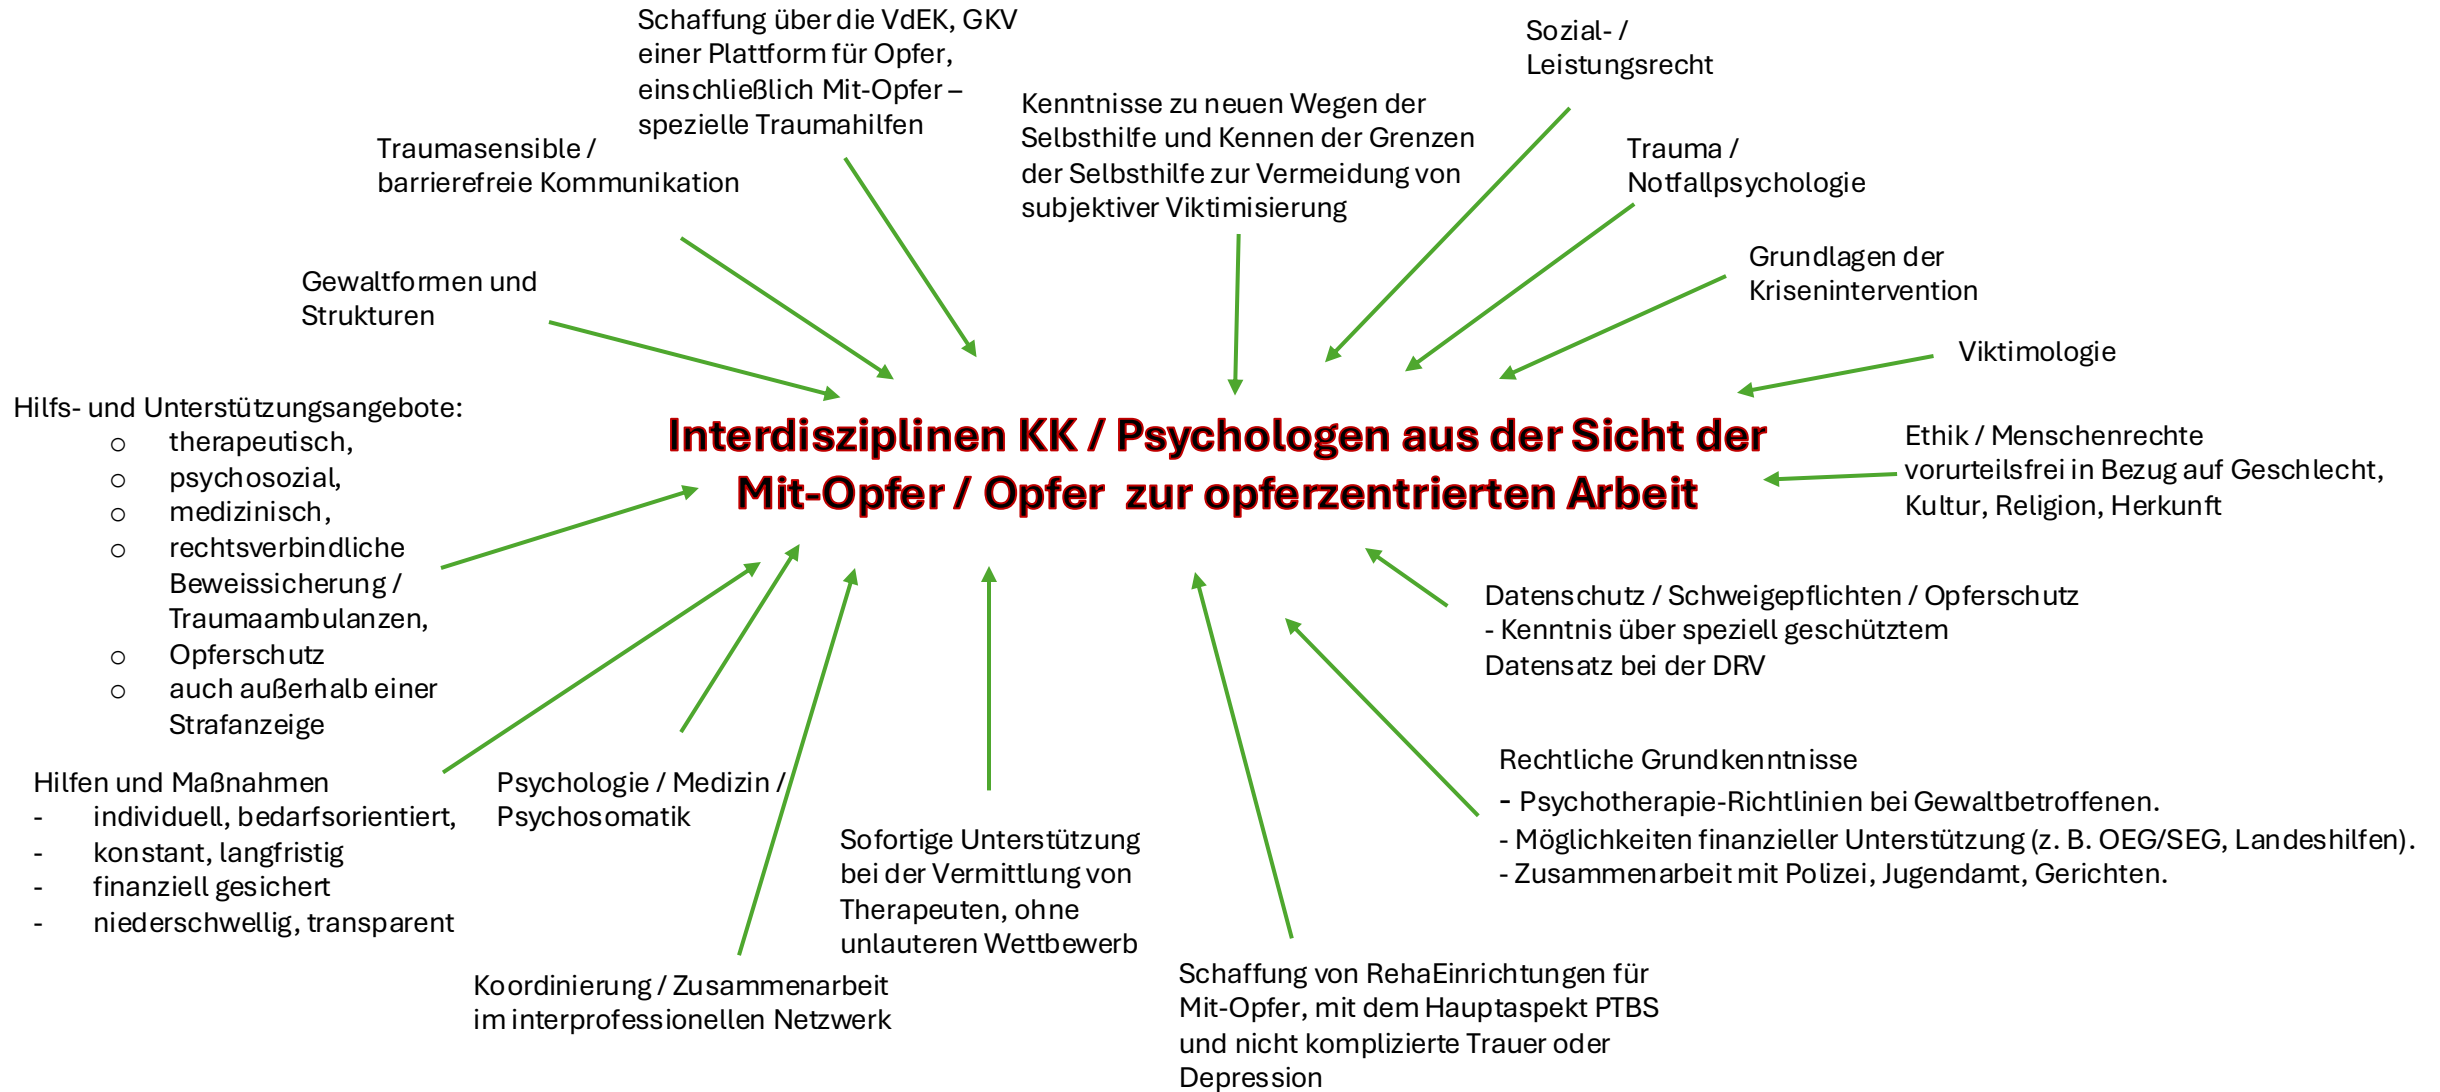 Schaffung über die VdEK, GKV
einer Plattform für Opfer,
einschließlich Mit-Opfer –
spezielle Traumahilfen
Sozial- /
Leistungsrecht
Kenntnisse zu neuen Wegen der
Selbsthilfe und Kennen der Grenzen
der Selbsthilfe zur Vermeidung von
subjektiver Viktimisierung
Traumasensible /
barrierefreie Kommunikation
Trauma /
Notfallpsychologie
Grundlagen der
Krisenintervention
Gewaltformen und
Strukturen
Viktimologie
Hilfs- und Unterstützungsangebote:
o therapeutisch,
o psychosozial,
o medizinisch,
o rechtsverbindliche
Beweissicherung /
Traumaambulanzen,
o Opferschutz
o auch außerhalb einer
Strafanzeige
Interdisziplinen KK / Psychologen aus der Sicht der
Mit-Opfer / Opfer zur opferzentrierten Arbeit
Ethik / Menschenrechte
vorurteilsfrei in Bezug auf Geschlecht,
Kultur, Religion, Herkunft
Datenschutz / Schweigepflichten / Opferschutz
- Kenntnis über speziell geschütztem
Datensatz bei der DRV
Hilfen und Maßnahmen
- individuell, bedarfsorientiert,
- konstant, langfristig
- finanziell gesichert
- niederschwellig, transparent
Psychologie / Medizin /
Psychosomatik
Rechtliche Grundkenntnisse
- Psychotherapie-Richtlinien bei Gewaltbetroffenen.
- Möglichkeiten finanzieller Unterstützung (z. B. OEG/SEG, Landeshilfen).
- Zusammenarbeit mit Polizei, Jugendamt, Gerichten.
Sofortige Unterstützung
bei der Vermittlung von
Therapeuten, ohne
unlauteren Wettbewerb
Koordinierung / Zusammenarbeit
im interprofessionellen Netzwerk
Schaffung von RehaEinrichtungen für
Mit-Opfer, mit dem Hauptaspekt PTBS
und nicht komplizierte Trauer oder
Depression